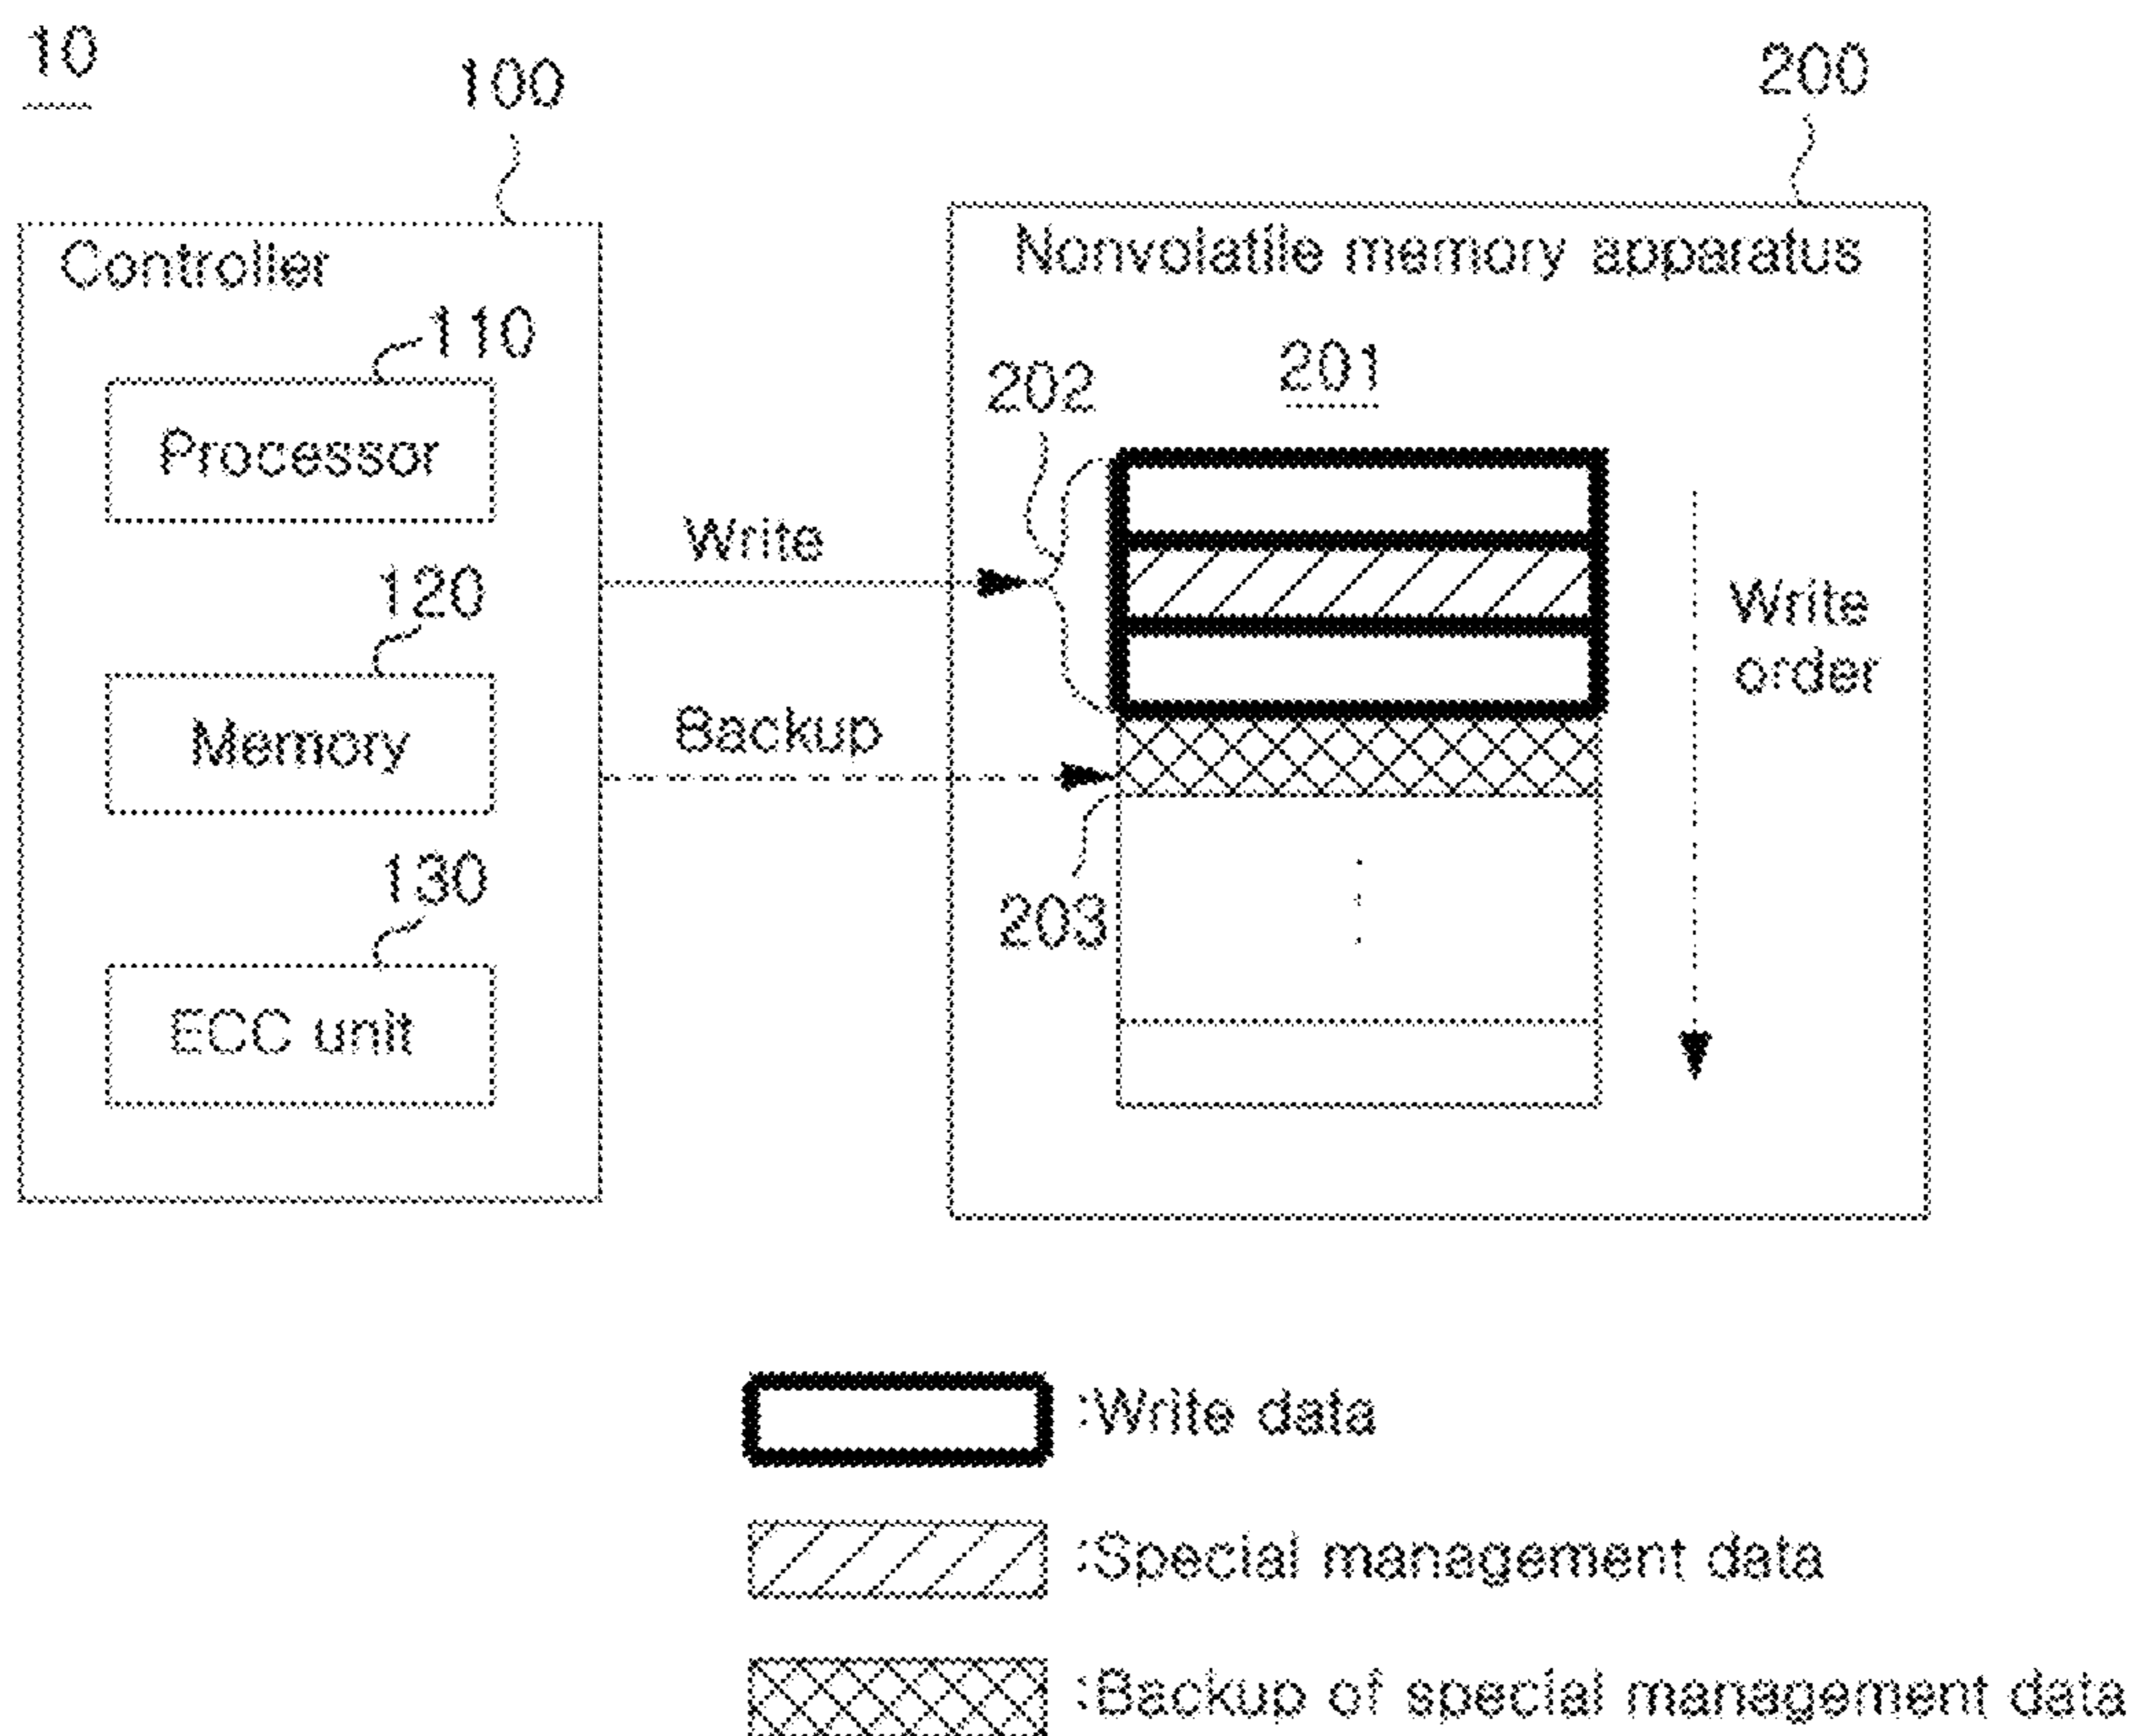 10
100
200
Controller
Nonvolatile memory apparatus
110
Processor
202
201
Write
120
Memory
Write
order
Backup
130
203
ECC unit
:Write data
:Special management data
:Backup of special management data